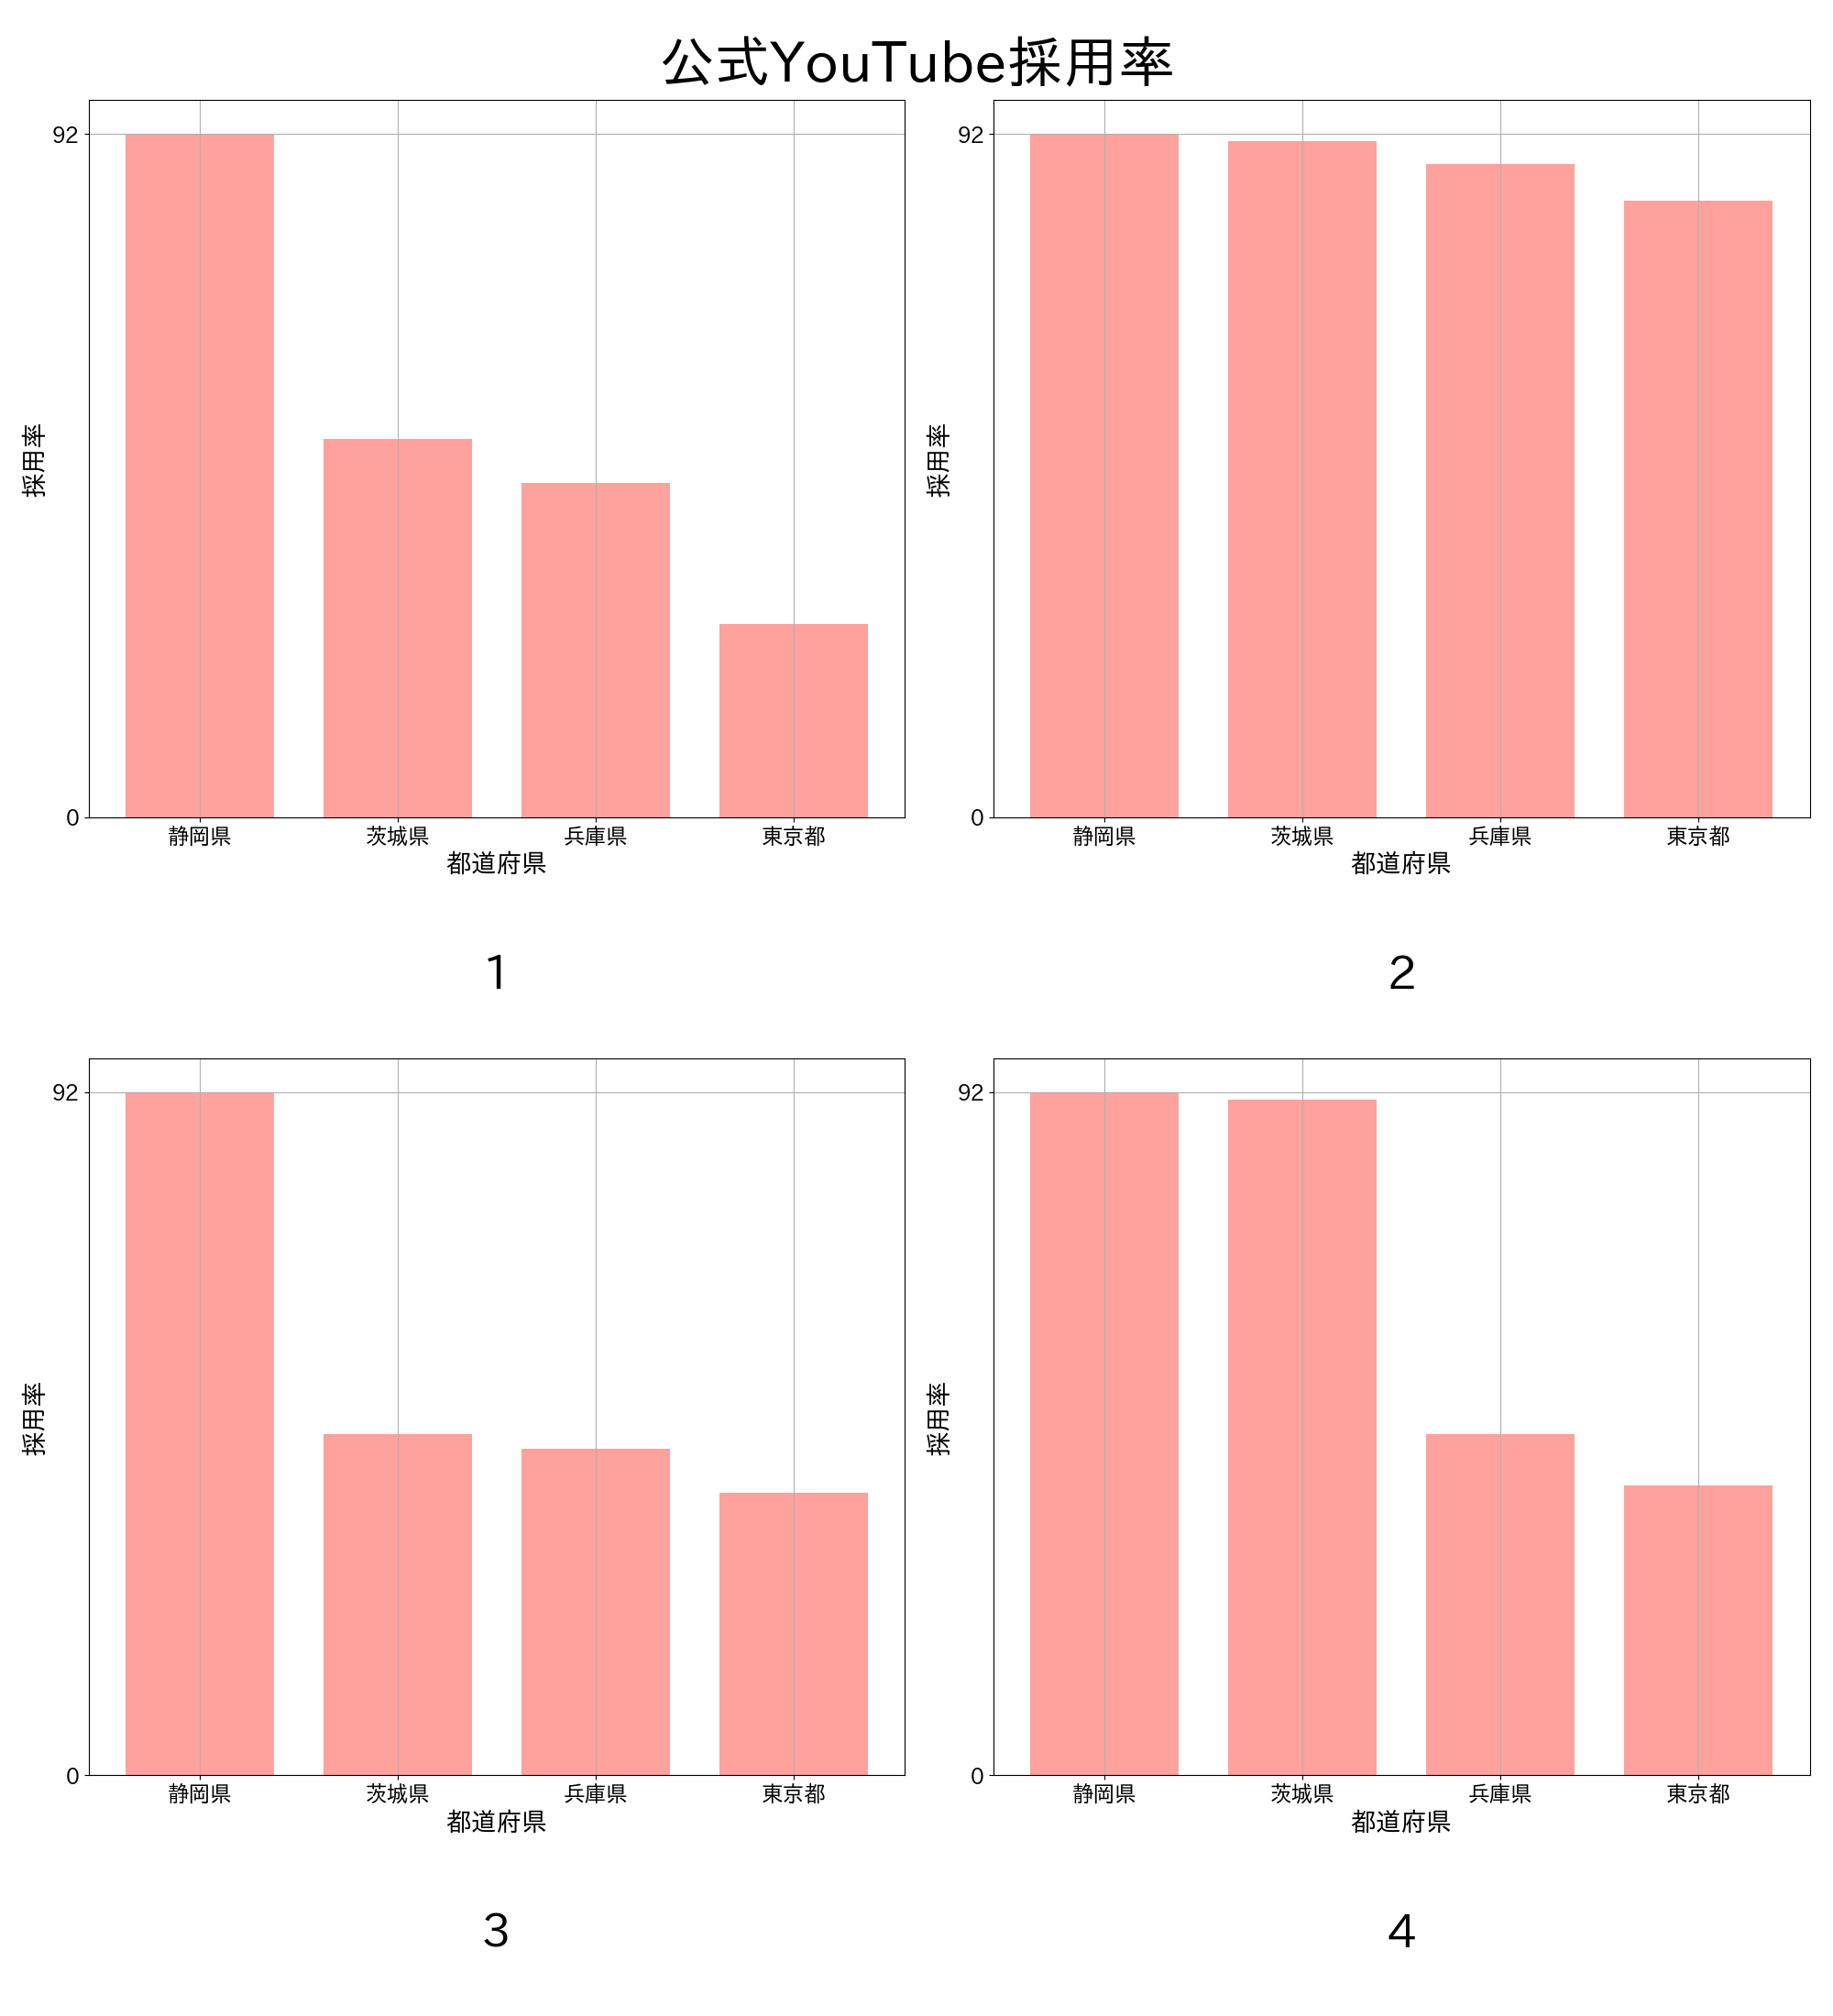 公式YouTube採用率
92
採用率
0
静岡県 茨城県 兵庫県 東京都
都道府県
1
92
採用率
0
静岡県 茨城県 兵庫県 東京都
都道府県
2
92
採用率
0
静岡県 茨城県 兵庫県 東京都
都道府県
3
92
採用率
0
静岡県 茨城県 兵庫県 東京都
都道府県
4